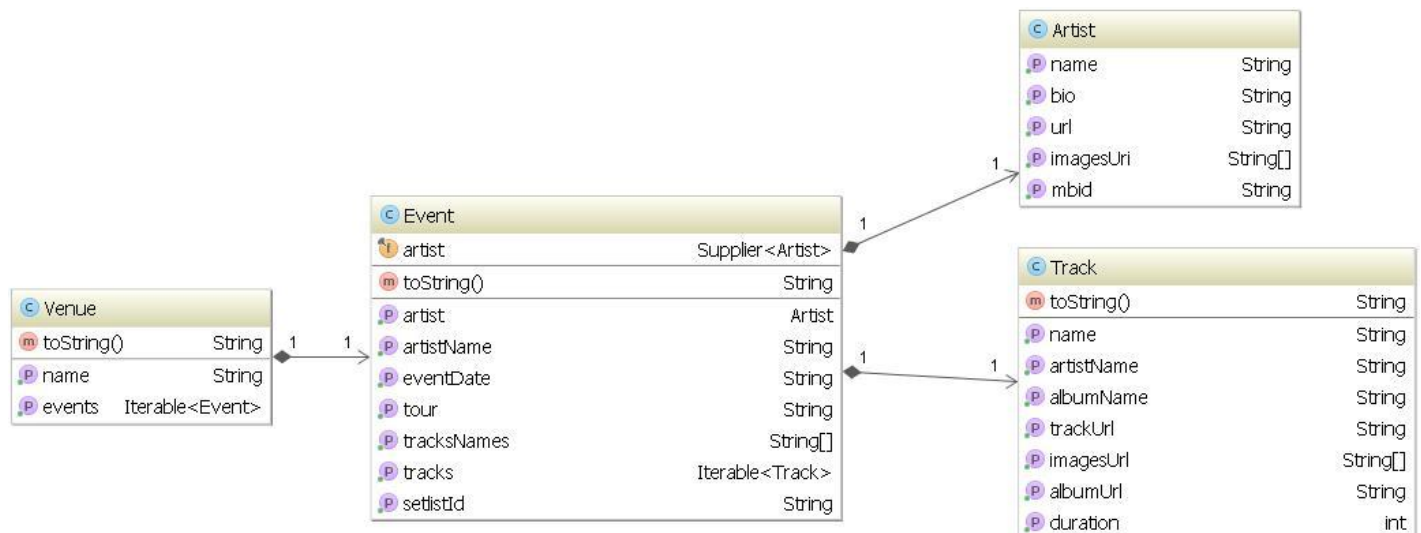 C Venue
m toString() String
P name String
P events Iterable<Event>
1 1
C Event
f artist Supplier<Artist>
m toString() String
P artist Artist
P artistName String
P eventDate String
P tour String
P tracksNames String[]
P tracks Iterable<Track>
P setlistId String
1 1
1 1
C Artist
P name String
P bio String
P url String
P imagesUri String[]
P mbid String
C Track
m toString() String
P name String
P artistName String
P albumName String
P trackUrl String
P imagesUrl String[]
P albumUrl String
P duration int